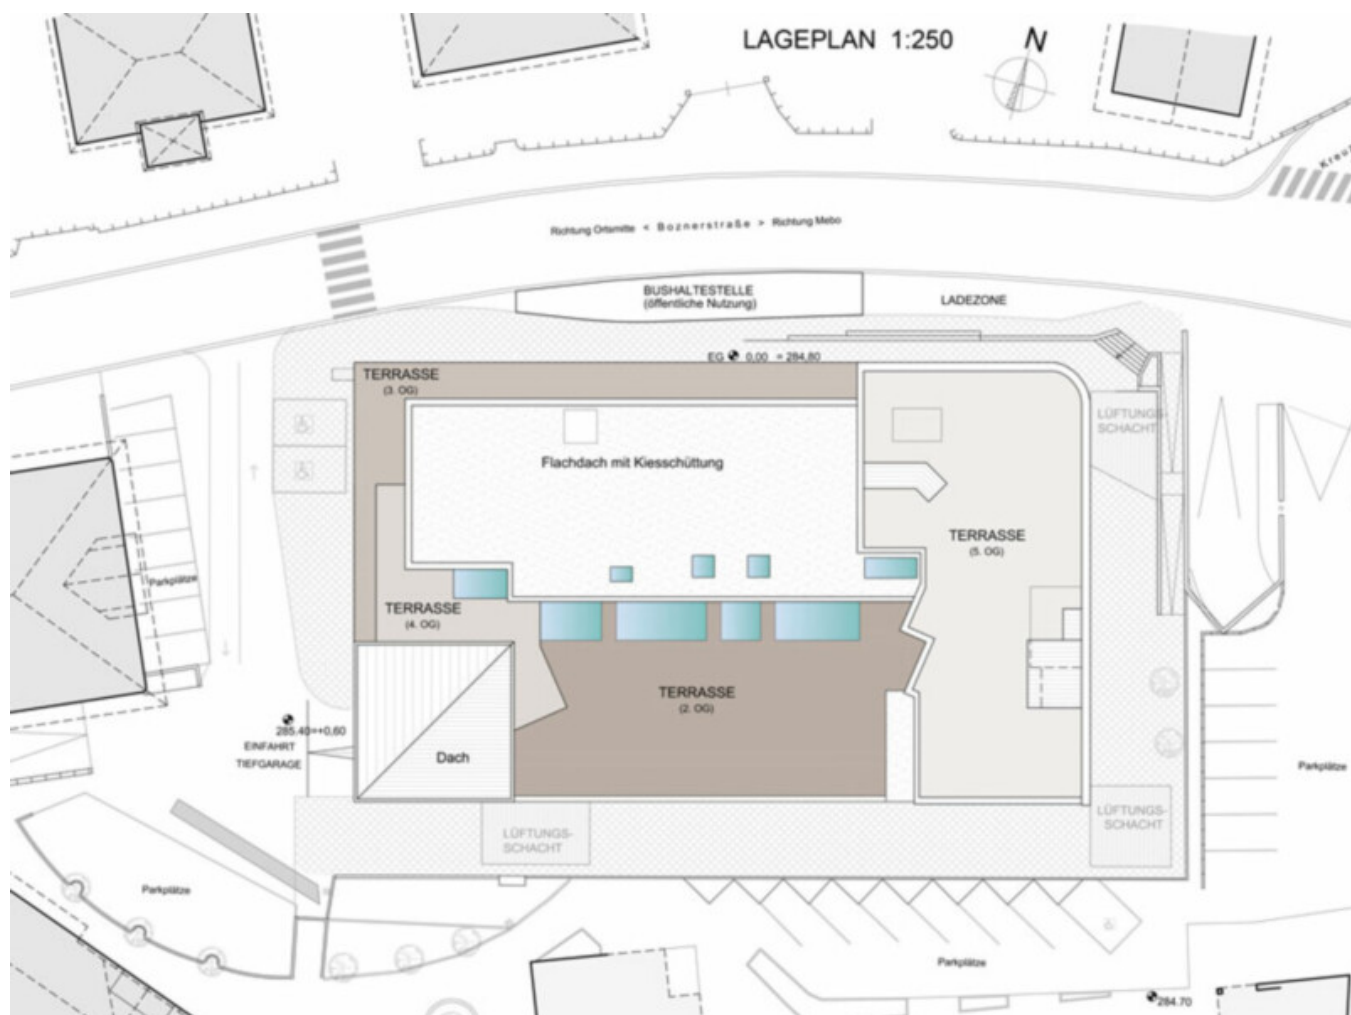 LAGEPLAN 1:250
N
Richtung Ortsmitte < Boznerstraße > Richtung Mebo
BUSHALTESTELLE
(öffentliche Nutzung)
LADEZONE
EG 0,00 = 284,80
TERRASSE
(3. OG)
LÜFTUNGS-
SCHACHT
Flachdach mit Kiesschüttung
TERRASSE
(5. OG)
Parkplätze
TERRASSE
(4. OG)
TERRASSE
(2. OG)
285.40=+0,60
EINFAHRT
TIEFGARAGE
Dach
Parkplätze
LÜFTUNGS-
SCHACHT
LÜFTUNGS-
SCHACHT
Parkplätze
Parkplätze
284.70